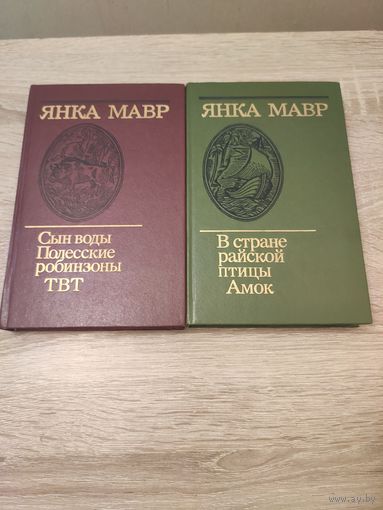 ЯНКА МАВР
Сын воды
Полесские
робинзоны
ТВТ
ЯНКА МАВР
В стране
райской
птицы
Амок
www.ay.by